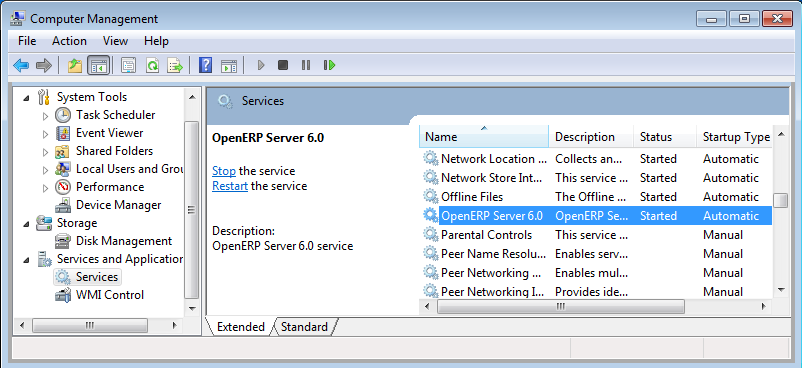 Computer Management
File Action View Help
System Tools
Task Scheduler
Event Viewer
Shared Folders
Local Users and Grou
Performance
Device Manager
Storage
Disk Management
Services and Application
Services
WMI Control
Services
OpenERP Server 6.0
Stop the service
Restart the service
Description:
OpenERP Server 6.0 service
Name Description Status Startup Type
Network Location ... Collects an... Started Automatic
Network Store Int... This service ... Started Automatic
Offline Files The Offline ... Started Automatic
OpenERP Server 6.0 OpenERP Se... Started Automatic
Parental Controls This service ... Manual
Peer Name Resolu... Enables serv... Manual
Peer Networking ... Enables mul... Manual
Peer Networking I... Provides ide... Manual
Extended Standard